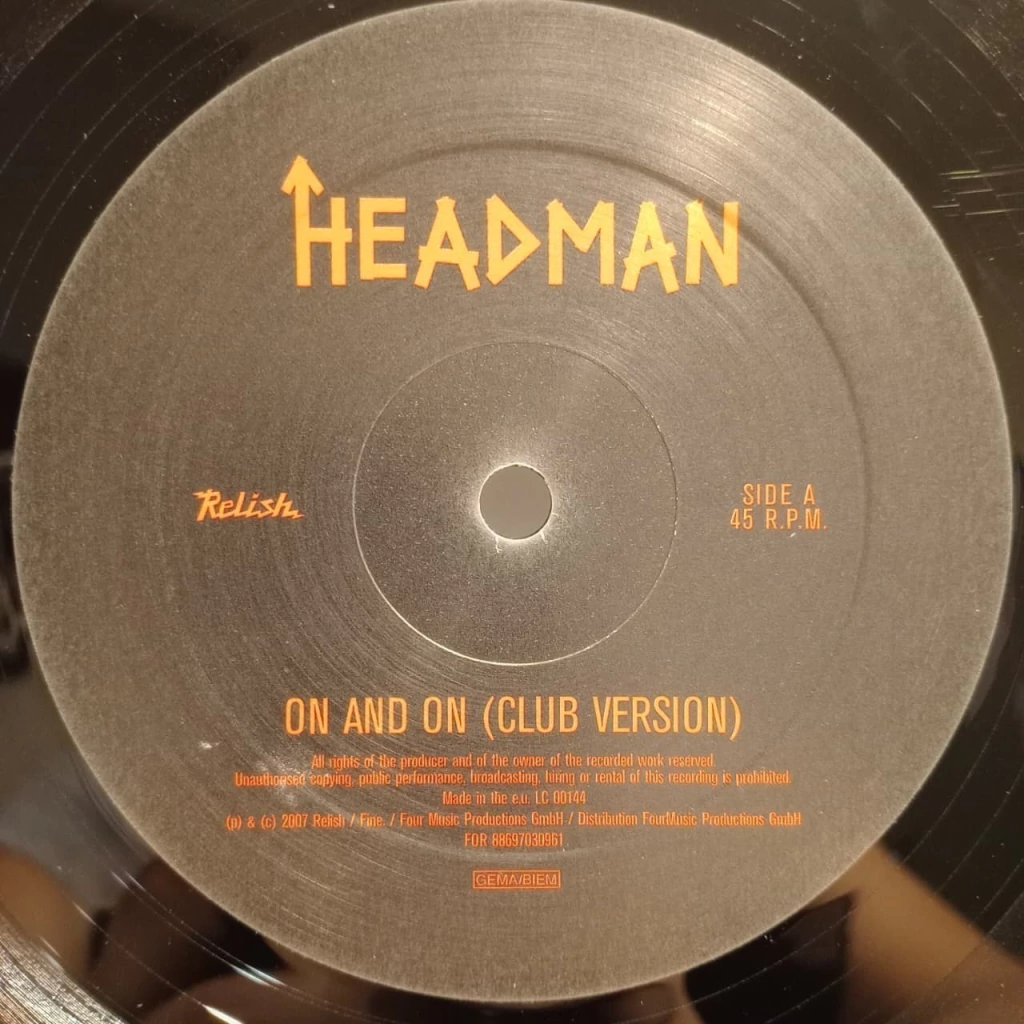 HEADMAN
Relish
SIDE A
45 R.P.M.
ON AND ON (CLUB VERSION)
All rights of the producer and of the owner of the recorded work reserved.
Unauthorised copying, public performance, broadcasting, hiring or rental of this recording is prohibited.
Made in the e.u. LC 00144
(p) & (c) 2007 Relish / Fine. / Four Music Productions GmbH / Distribution FourMusic Productions GmbH
FOR 88697030961
GEMA/BIEM